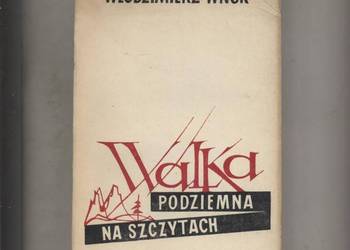 WŁODZIMIERZ WNUK
Walka
PODZIEMNA
NA SZCZYTACH